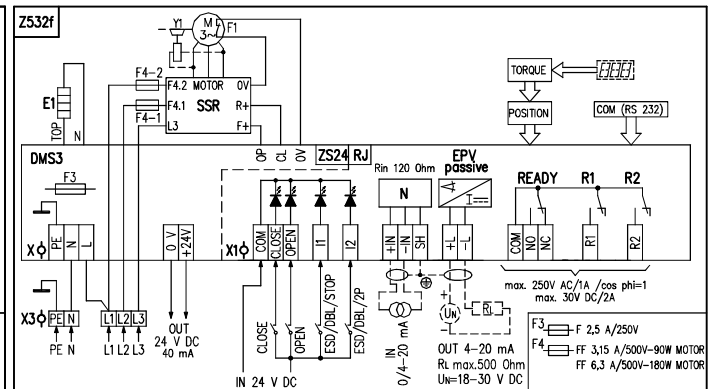 Z532f
Y1
M
3~
F1
F4-2
F4.2 MOTOR 0V
F4.1 SSR R+
F4-1
L3 F+
E1
TOP
N
OP
CL
0V
TORQUE
POSITION
COM (RS 232)
DMS3
F3
ZS24 RJ
Rin 120 Ohm
N
EPV
passive
READY R1 R2
X
PE
N
L
0 V
+24V
X1
COM
CLOSE
OPEN
I1
I2
+IN
-IN
SH
+L
-L
COM
NO
NC
R1
R2
max. 250V AC/1A /cos phi=1
max. 30V DC/2A
X3 PE N L1 L2 L3
PE N L1 L2 L3
OUT
24 V DC
40 mA
CLOSE
OPEN
ESD/DBL/STOP
ESD/DBL/2P
IN 24 V DC
IN
0/4-20 mA
+
UN
-
RL
OUT 4-20 mA
RL max.500 Ohm
UN=18-30 V DC
F3 F 2,5 A/250V
F4 FF 3,15 A/500V-90W MOTOR
FF 6,3 A/500V-180W MOTOR